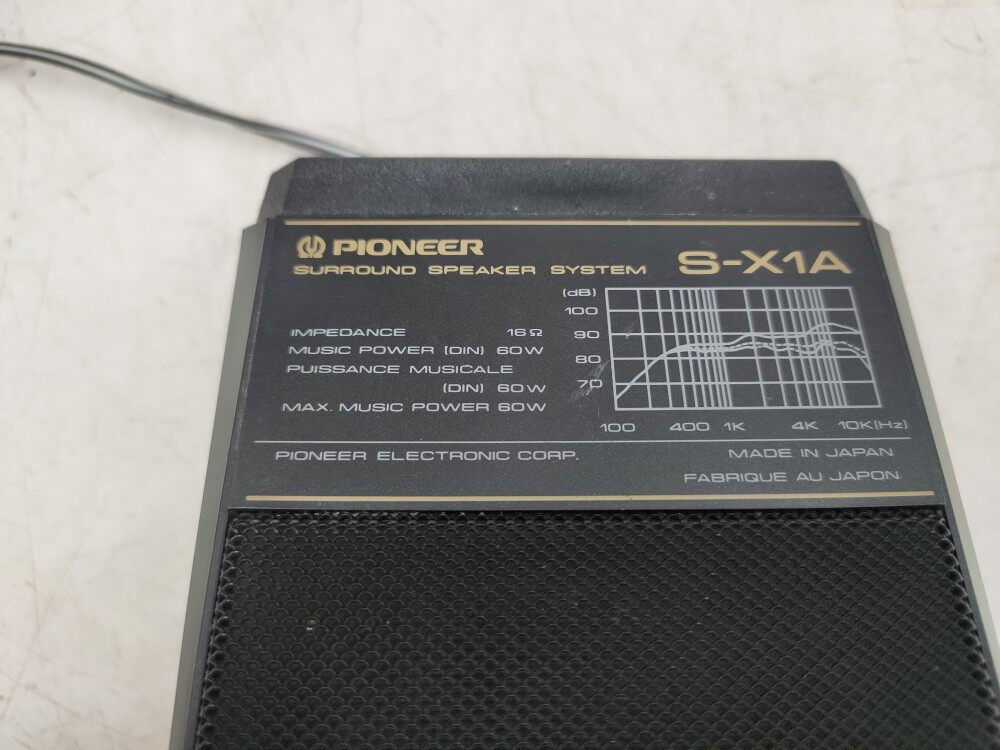 PIONEER
SURROUND SPEAKER SYSTEM
S-X1A
IMPEDANCE 16Ω
MUSIC POWER (DIN) 60W
PUISSANCE MUSICALE
(DIN) 60W
MAX. MUSIC POWER 60W
(dB)
100
90
80
70
100 400 1K 4K 10K(Hz)
PIONEER ELECTRONIC CORP.
MADE IN JAPAN
FABRIQUE AU JAPON